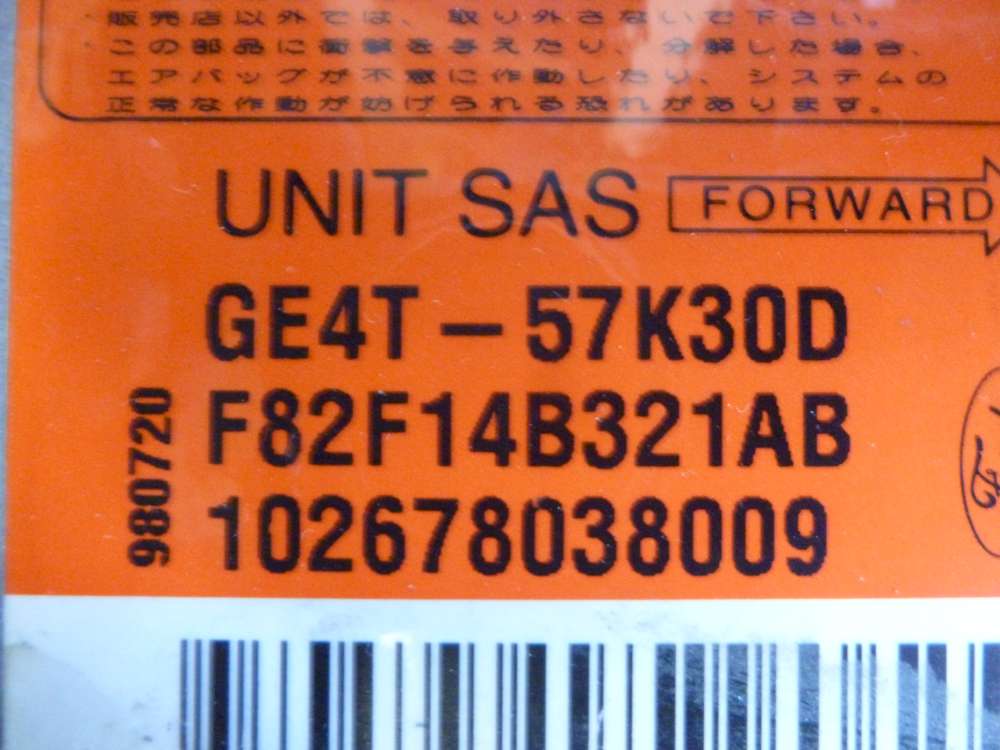 販売店以外では、取り外さないで下さい。
・この部品に衝撃を与えたり、分解した場合、
エアバッグが不意に作動したり、システムの
正常な作動が妨げられる恐れがあります。
UNIT SAS FORWARD
GE4T-57K30D
F82F14B321AB
102678038009
980720